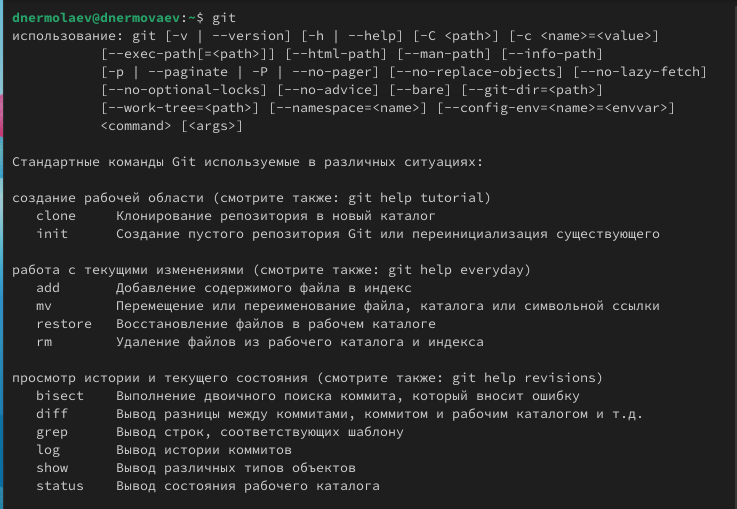 dnermolaev@dnermovaev:~$ git
использование: git [-v | --version] [-h | --help] [-C <path>] [-c <name>=<value>]
[--exec-path[=<path>]] [--html-path] [--man-path] [--info-path]
[-p | --paginate | -P | --no-pager] [--no-replace-objects] [--no-lazy-fetch]
[--no-optional-locks] [--no-advice] [--bare] [--git-dir=<path>]
[--work-tree=<path>] [--namespace=<name>] [--config-env=<name>=<envvar>]
<command> [<args>]
Стандартные команды Git используемые в различных ситуациях:
создание рабочей области (смотрите также: git help tutorial)
clone Клонирование репозитория в новый каталог
init Создание пустого репозитория Git или переинициализация существующего
работа с текущими изменениями (смотрите также: git help everyday)
add Добавление содержимого файла в индекс
mv Перемещение или переименование файла, каталога или символьной ссылки
restore Восстановление файлов в рабочем каталоге
rm Удаление файлов из рабочего каталога и индекса
просмотр истории и текущего состояния (смотрите также: git help revisions)
bisect Выполнение двоичного поиска коммита, который вносит ошибку
diff Вывод разницы между коммитами, коммитом и рабочим каталогом и т.д.
grep Вывод строк, соответствующих шаблону
log Вывод истории коммитов
show Вывод различных типов объектов
status Вывод состояния рабочего каталога